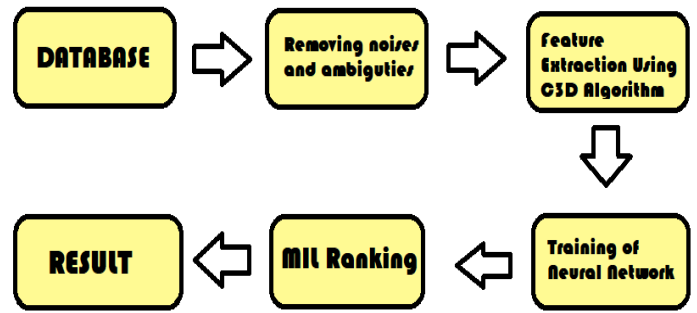 DATABASE
Removing noises
and ambiguties
Feature
Extraction Using
C3D Algorithm
Training of
Neural Network
MIL Ranking
RESULT